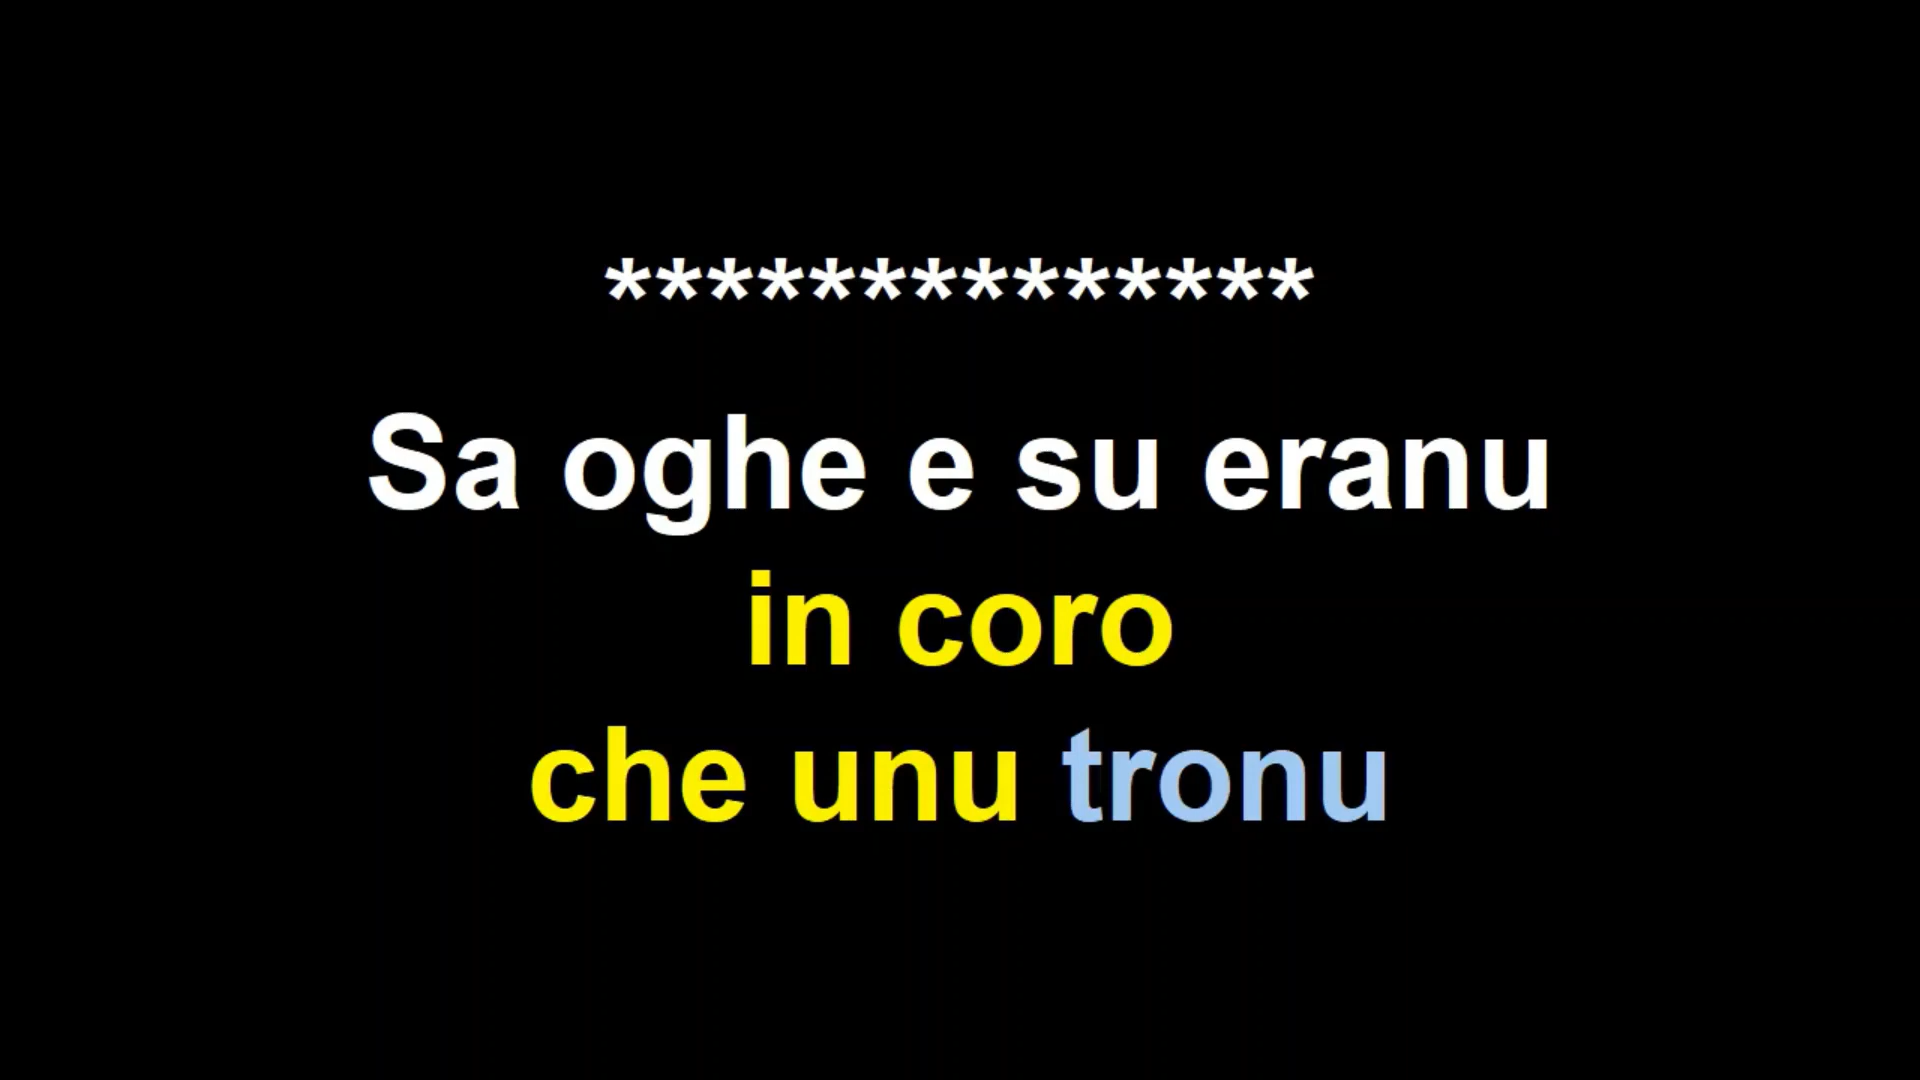 **************
Sa oghe e su eranu
in coro
che unu tronu